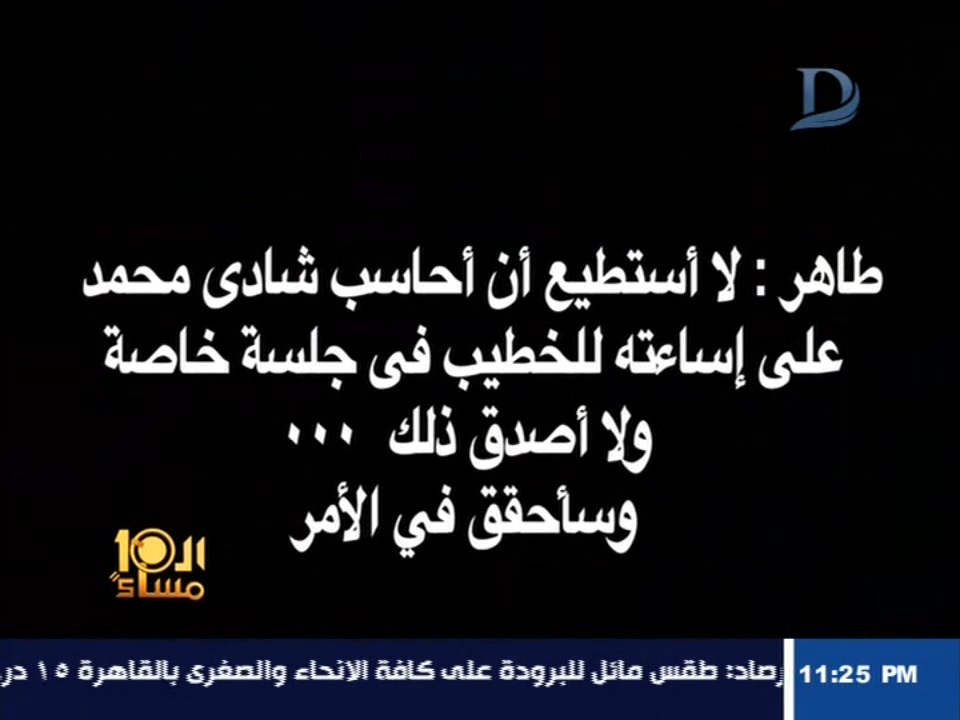 طاهر : لا أستطيع أن أحاسب شادى محمد
على إساءته للخطيب فى جلسة خاصة
ولا أصدق ذلك ...
وسأحقق في الأمر
الـ10
مساءً
رصاد: طقس مائل للبرودة على كافة الانحاء والصغرى بالقاهرة ١٥ در
11:25 PM